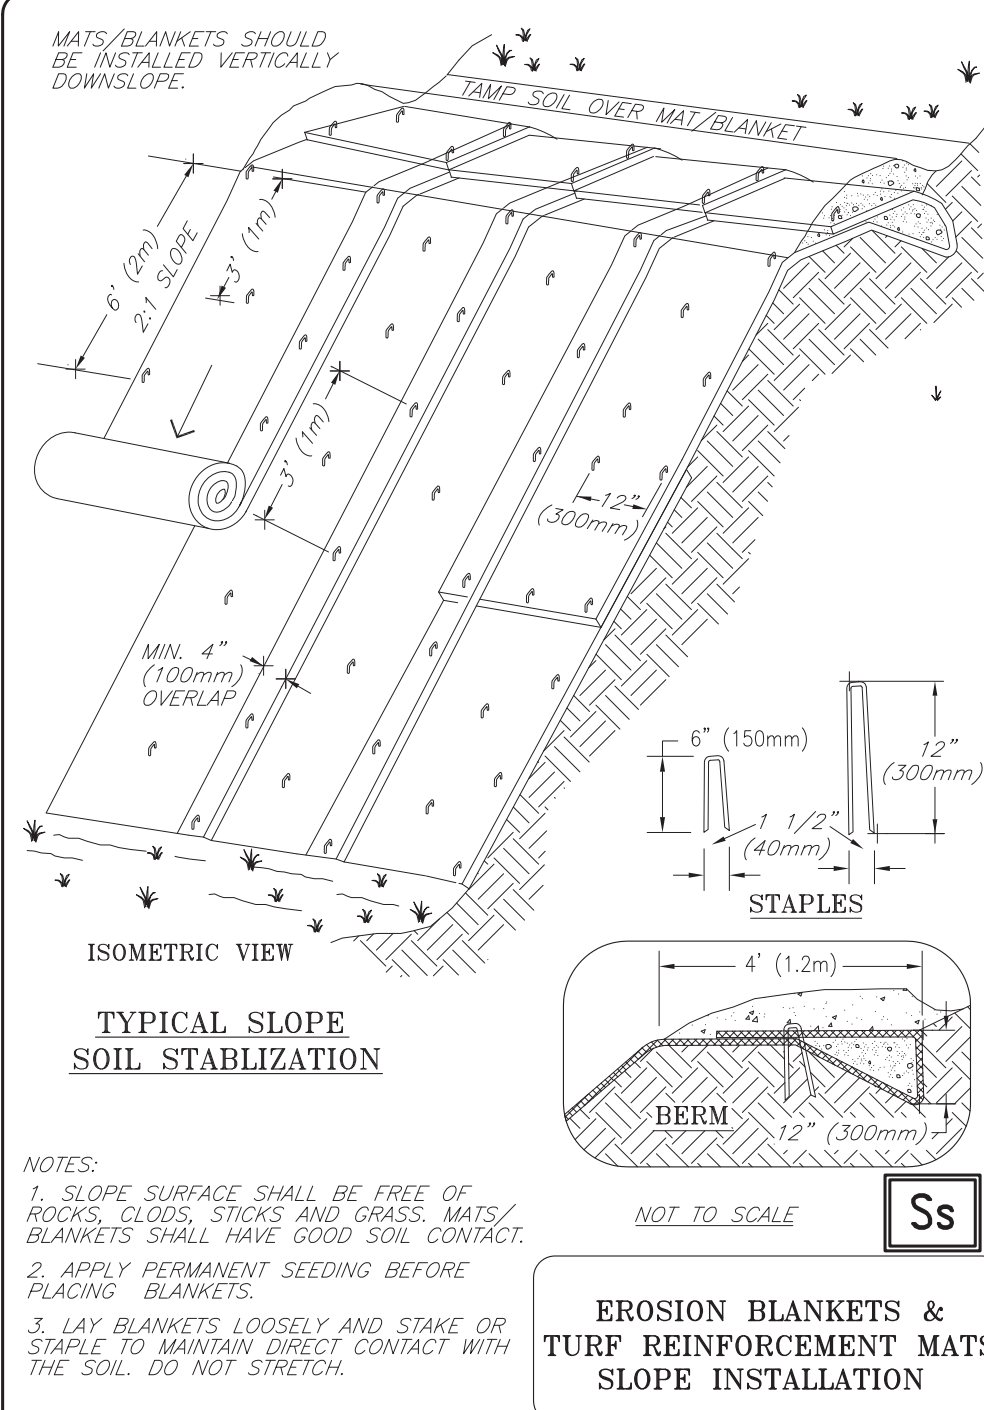 MATS/BLANKETS SHOULD
BE INSTALLED VERTICALLY
DOWNSLOPE.
TAMP SOIL OVER MAT/BLANKET
6' (2m)
2:1 SLOPE
3' (1m)
3' (1m)
12"
(300mm)
MIN. 4"
(100mm)
OVERLAP
6" (150mm)
12"
(300mm)
1 1/2"
(40mm)
STAPLES
ISOMETRIC VIEW
TYPICAL SLOPE
SOIL STABLIZATION
4' (1.2m)
BERM
12" (300mm)
NOTES:
1. SLOPE SURFACE SHALL BE FREE OF
ROCKS, CLODS, STICKS AND GRASS. MATS/
BLANKETS SHALL HAVE GOOD SOIL CONTACT.
2. APPLY PERMANENT SEEDING BEFORE
PLACING BLANKETS.
3. LAY BLANKETS LOOSELY AND STAKE OR
STAPLE TO MAINTAIN DIRECT CONTACT WITH
THE SOIL. DO NOT STRETCH.
NOT TO SCALE
Ss
EROSION BLANKETS &
TURF REINFORCEMENT MATS
SLOPE INSTALLATION